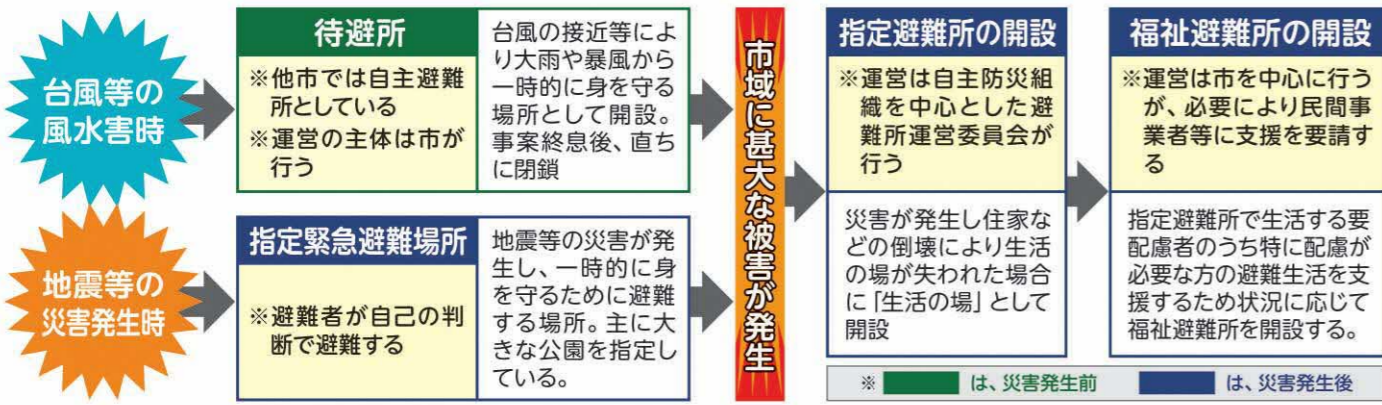 台風等の
風水害時
待避所
※他市では自主避難
所としている
※運営の主体は市が
行う
台風の接近等によ
り大雨や暴風から
一時的に身を守る
場所として開設。
事案終息後、直ち
に閉鎖
地震等の
災害発生時
指定緊急避難場所
※避難者が自己の判
断で避難する
地震等の災害が発
生し、一時的に身
を守るために避難
する場所。主に大
きな公園を指定し
ている。
市域に甚大な被害が発生
指定避難所の開設
※運営は自主防災組
織を中心とした避
難所運営委員会が
行う
災害が発生し住家な
どの倒壊により生活
の場が失われた場合
に「生活の場」として
開設
福祉避難所の開設
※運営は市を中心に行う
が、必要により民間事
業者等に支援を要請す
る
指定避難所で生活する要
配慮者のうち特に配慮が
必要な方の避難生活を支
援するため状況に応じて
福祉避難所を開設する。
※ は、災害発生前 は、災害発生後